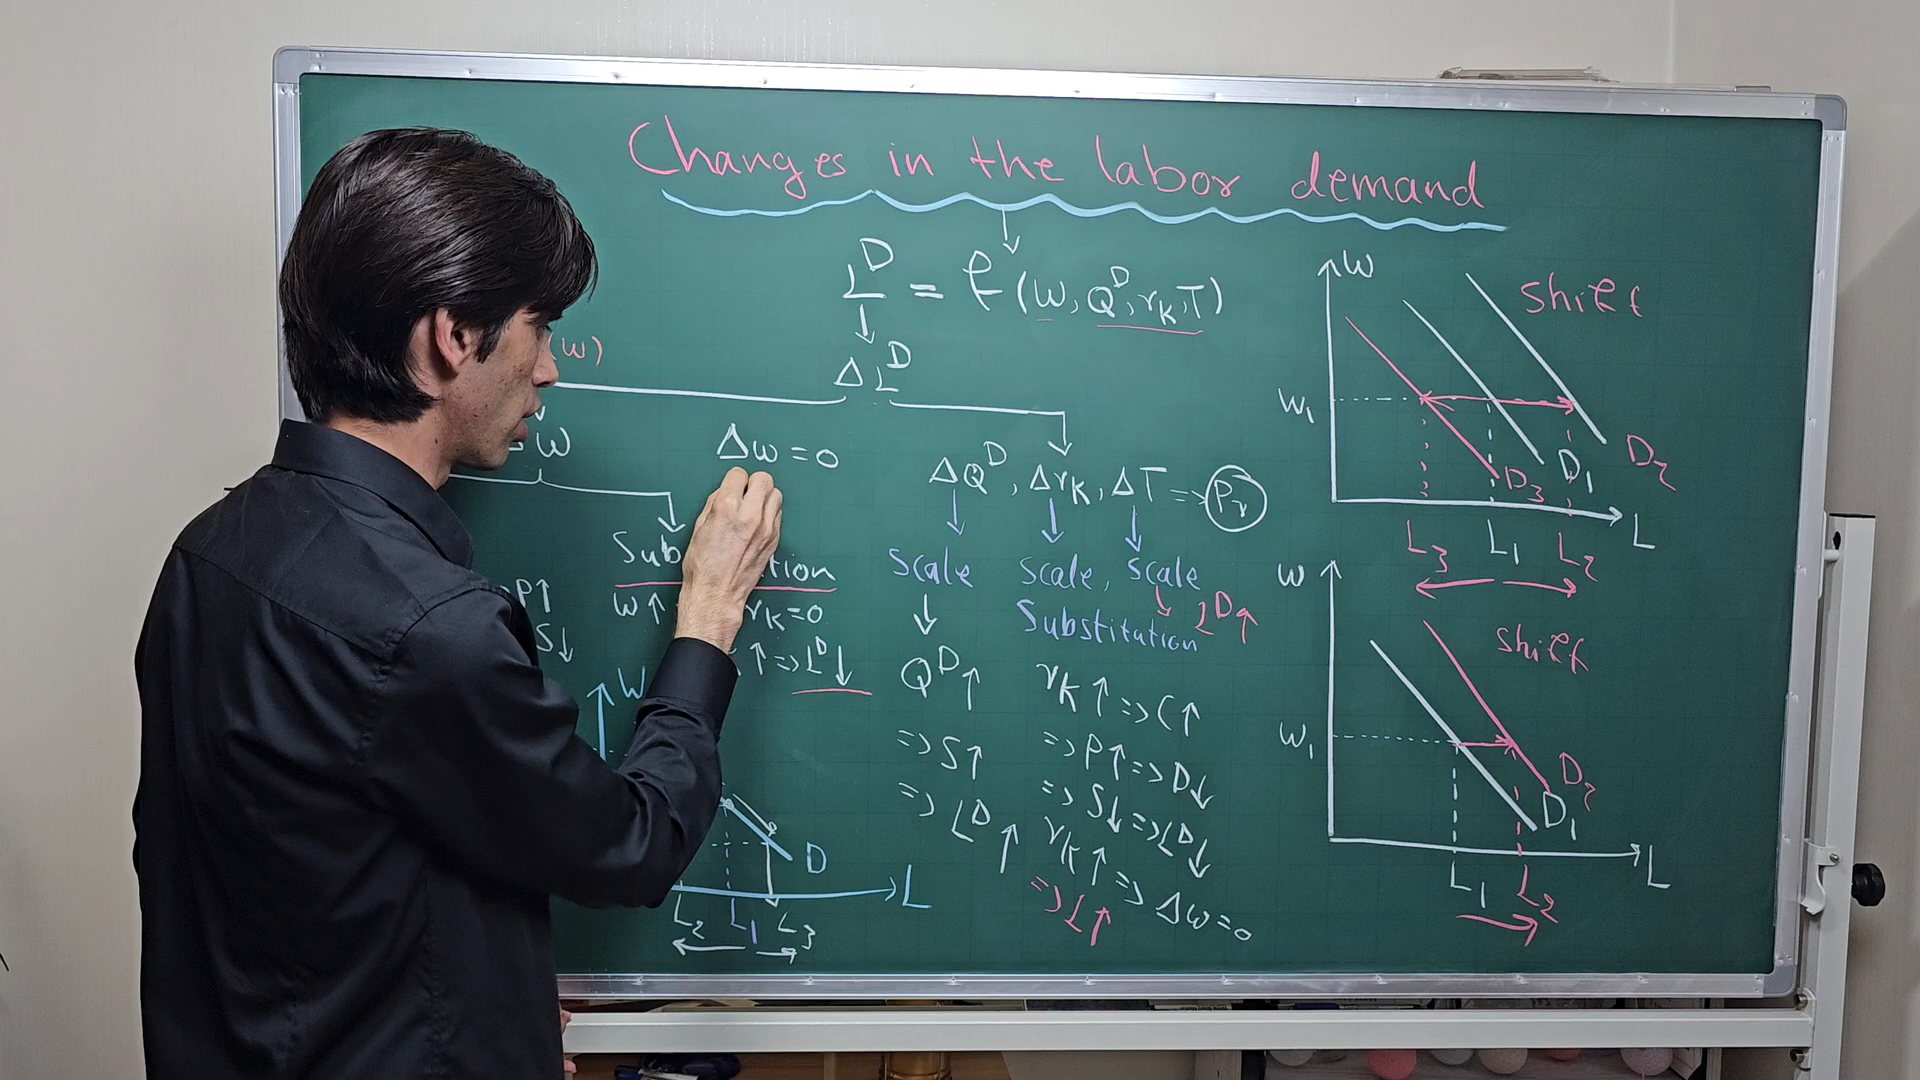 Changes in the labor demand
L^D = f (W, Q^D, r_K, T)
(W)
Δ L^D
W
Δw = 0
ΔQ^D, Δr_K, ΔT => P_r
Scale Scale, Scale
Substitution
L^D↑
W↑ r_K=0
P↑
S↓
↑ => L^D↓
Q^D↑
=> S↑
=> L^D↑
r_K↑ => C↑
=> P↑ => D↓
=> S↓ => L^D↓
r_K↑ => Δw = 0
=> L↑
W
D
L
L_2 L_1 L_3
W
Shift
W_1
D_3 D_1 D_2
L
L_3 L_1 L_2
W
Shift
W_1
D_2
D_1
L
L_1 L_2